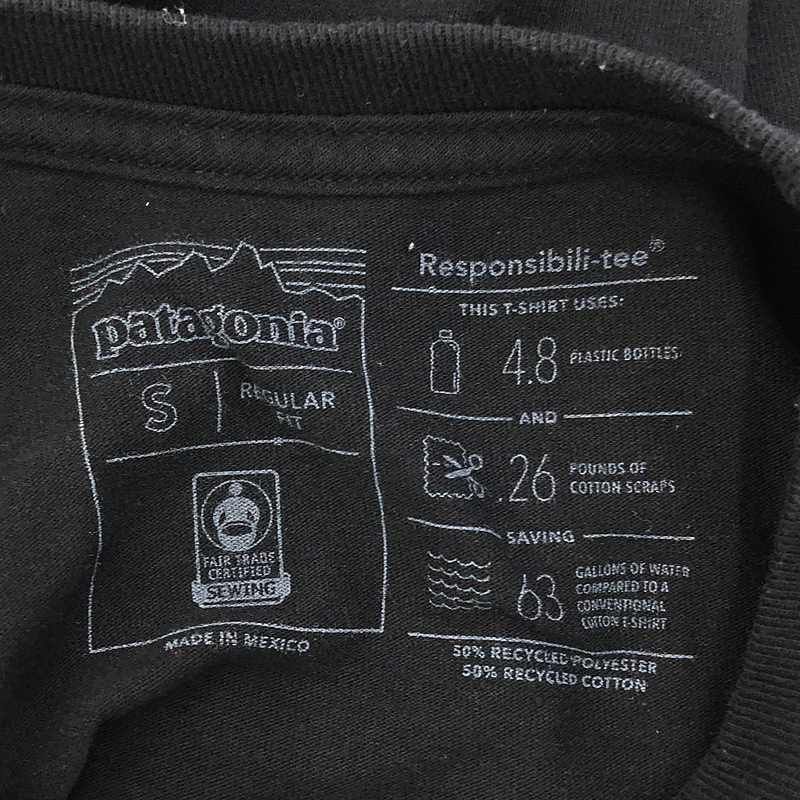 patagonia®
S
REGULAR
FIT
FAIR TRADE
CERTIFIED
SEWING
MADE IN MEXICO
Responsibili-tee®
THIS T-SHIRT USES:
4.8 PLASTIC BOTTLES
AND
.26 POUNDS OF
COTTON SCRAPS
SAVING
63 GALLONS OF WATER
COMPARED TO A
CONVENTIONAL
COTTON T-SHIRT
50% RECYCLED POLYESTER
50% RECYCLED COTTON